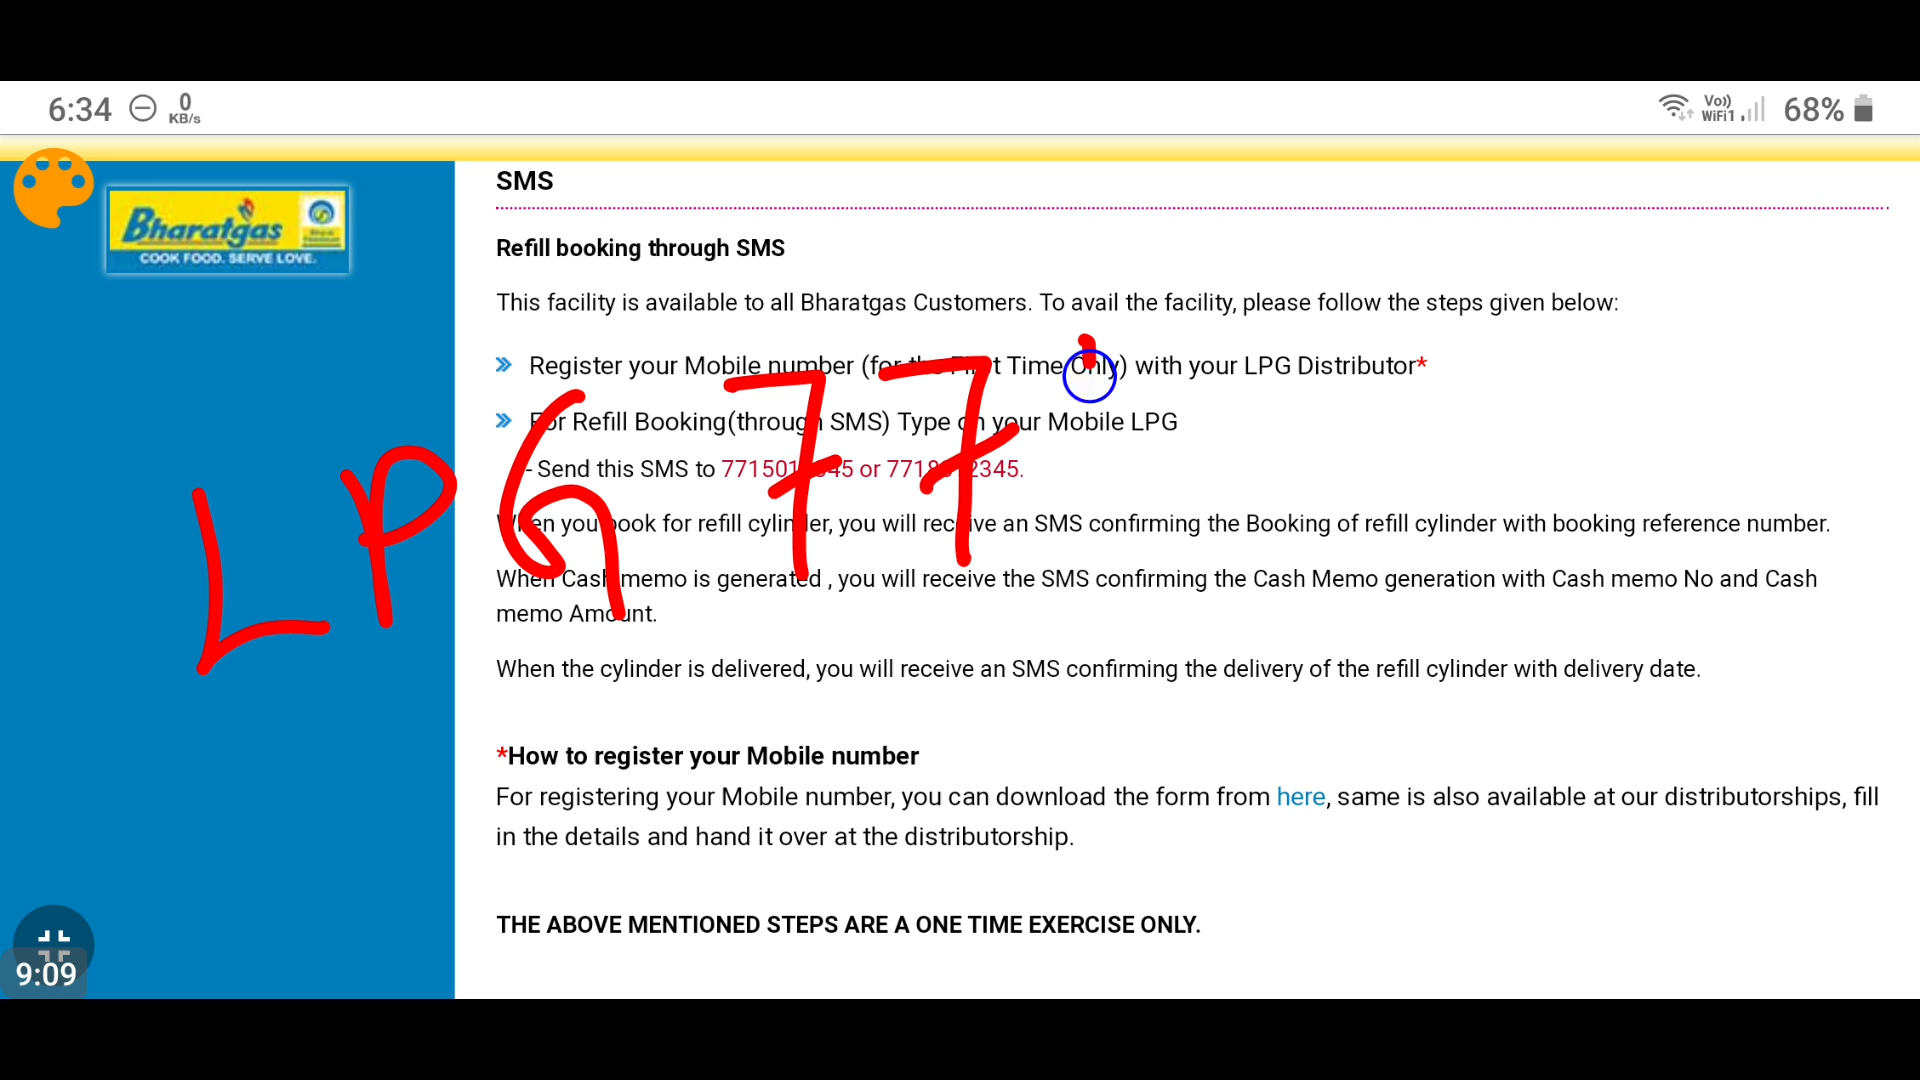 6:34 0 KB/s Vo)) WiFi1 68%
Bharatgas
COOK FOOD. SERVE LOVE.
SMS
Refill booking through SMS
This facility is available to all Bharatgas Customers. To avail the facility, please follow the steps given below:
Register your Mobile number (for the First Time Only) with your LPG Distributor*
For Refill Booking(through SMS) Type on your Mobile LPG
- Send this SMS to or
LPG 77
When you book for refill cylinder, you will receive an SMS confirming the Booking of refill cylinder with booking reference number.
When Cash memo is generated , you will receive the SMS confirming the Cash Memo generation with Cash memo No and Cash
memo Amount.
When the cylinder is delivered, you will receive an SMS confirming the delivery of the refill cylinder with delivery date.
*How to register your Mobile number
For registering your Mobile number, you can download the form from here, same is also available at our distributorships, fill
in the details and hand it over at the distributorship.
THE ABOVE MENTIONED STEPS ARE A ONE TIME EXERCISE ONLY.
9:09